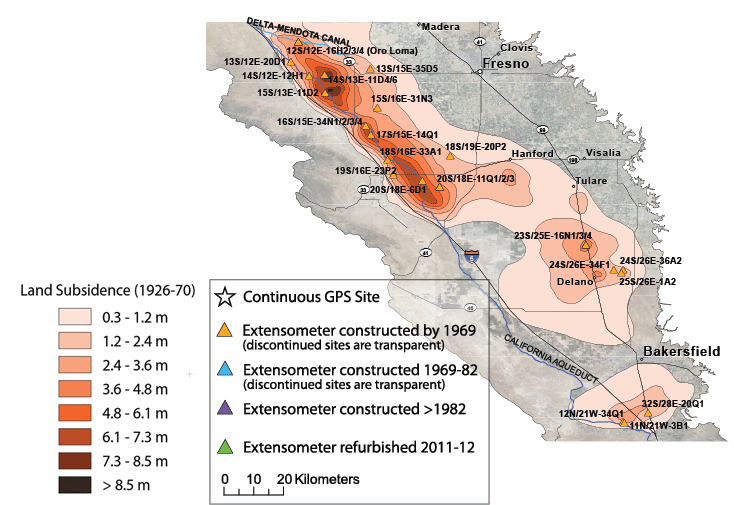 DELTA-MENDOTA CANAL
Madera
41
Clovis
12S/12E-16H2/3/4 (Oro Loma)
13S/12E-20D1
33
Fresno
13S/15E-35D5
14S/12E-12H1
14S/13E-11D4/6
15S/13E-11D2
15S/16E-31N3
16S/15E-34N1/2/3/4
17S/15E-14Q1
99
18S/16E-33A1
18S/19E-20P2
Hanford
198
Visalia
19S/16E-23P2
20S/18E-11Q1/2/3
Tulare
33
20S/18E-6D1
23S/25E-16N1/3/4
41
5
24S/26E-34F1
24S/26E-36A2
Delano
25S/26E-1A2
46
CALIFORNIA AQUEDUCT
Bakersfield
32S/28E-20Q1
12N/21W-34Q1
11N/21W-3B1
Land Subsidence (1926-70)
0.3 - 1.2 m
1.2 - 2.4 m
2.4 - 3.6 m
3.6 - 4.8 m
4.8 - 6.1 m
6.1 - 7.3 m
7.3 - 8.5 m
> 8.5 m
Continuous GPS Site
Extensometer constructed by 1969
(discontinued sites are transparent)
Extensometer constructed 1969-82
(discontinued sites are transparent)
Extensometer constructed >1982
Extensometer refurbished 2011-12
0 10 20 Kilometers